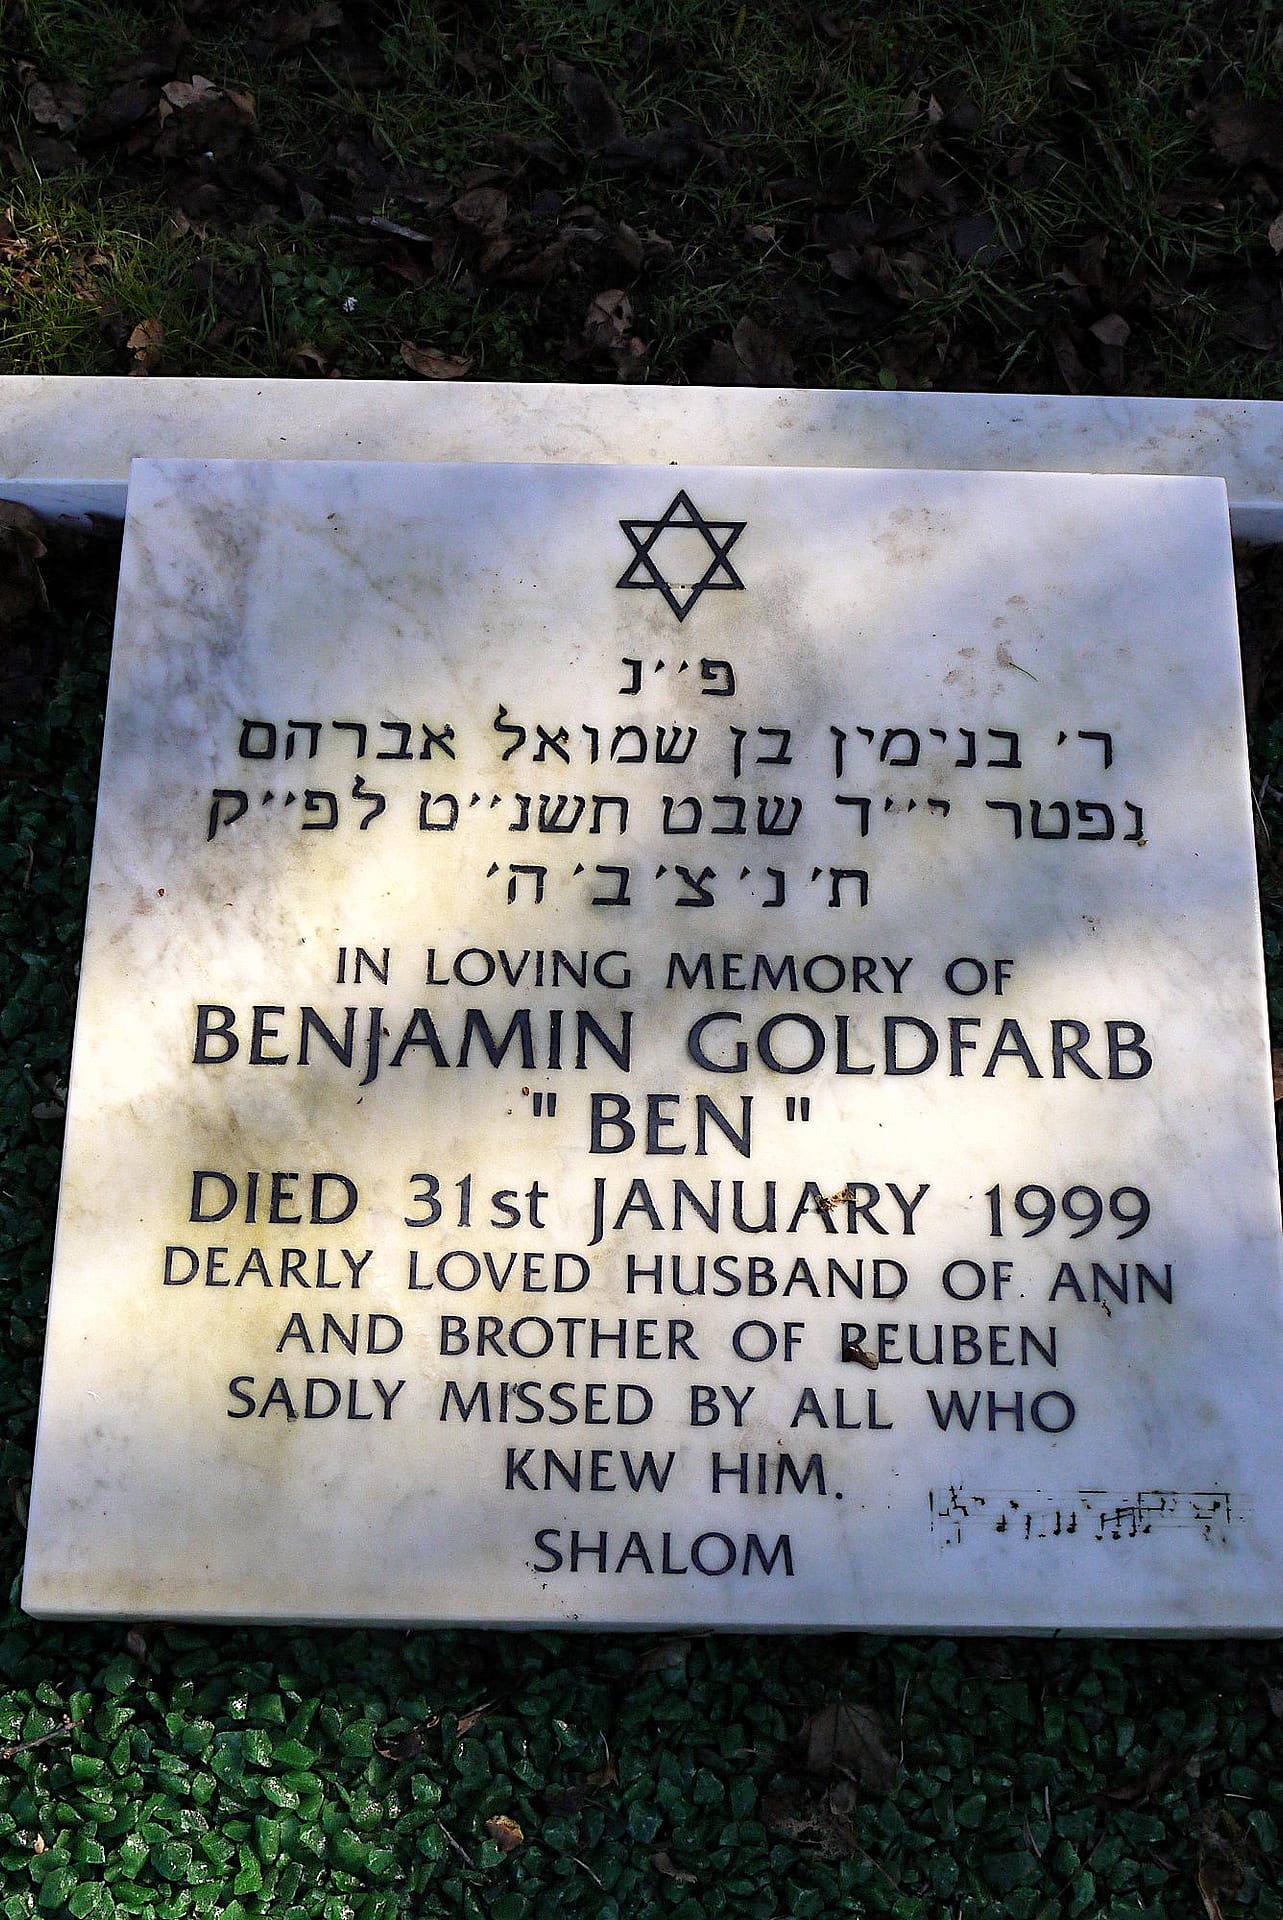 פ״נ
ר׳ בנימין בן שמואל אברהם
נפטר י״ד שבט תשנ״ט לפ״ק
ת׳ נ׳ צ׳ ב׳ ה׳
IN LOVING MEMORY OF
BENJAMIN GOLDFARB
"BEN"
DIED 31st JANUARY 1999
DEARLY LOVED HUSBAND OF ANN
AND BROTHER OF REUBEN
SADLY MISSED BY ALL WHO
KNEW HIM.
SHALOM